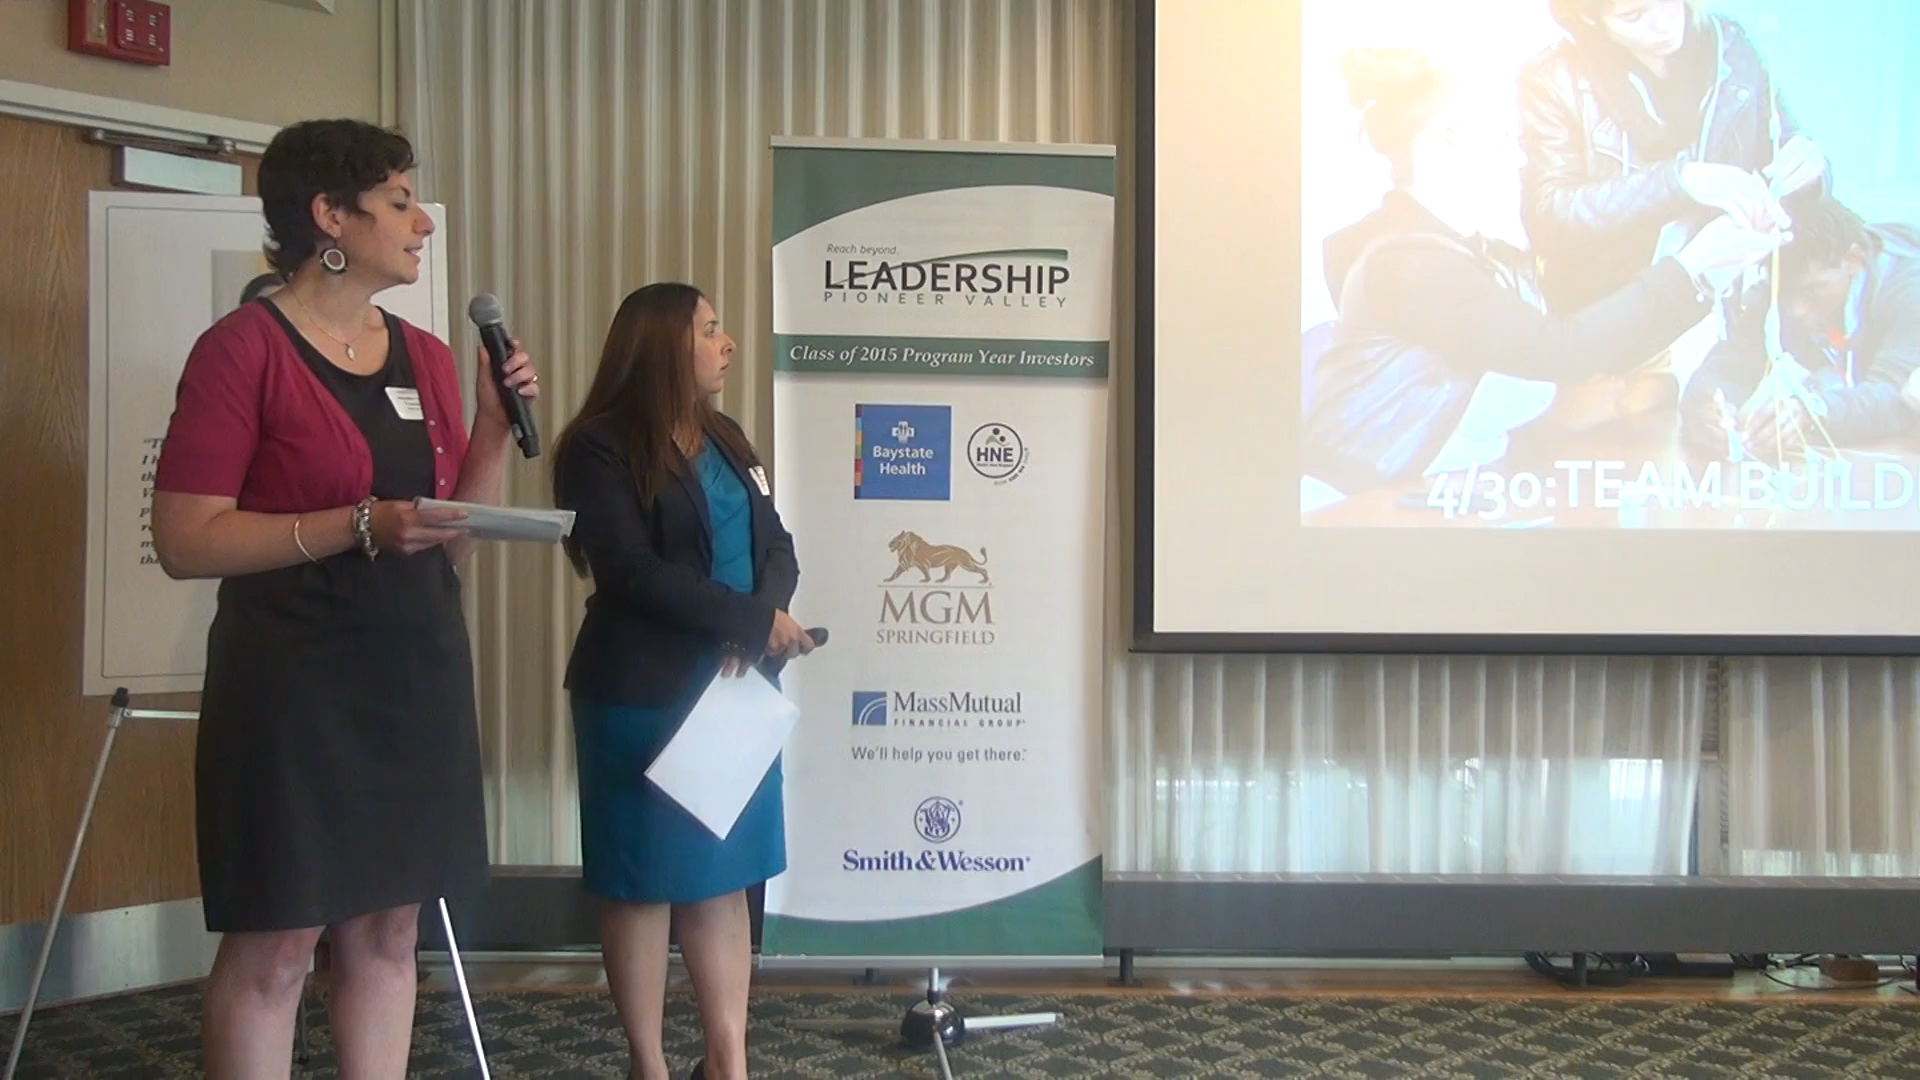 Reach beyond.
LEADERSHIP
PIONEER VALLEY
Class of 2015 Program Year Investors
Baystate
Health
HNE
MGM
SPRINGFIELD
MassMutual
FINANCIAL GROUP
We'll help you get there.
Smith & Wesson
4/30: TEAM BUILD